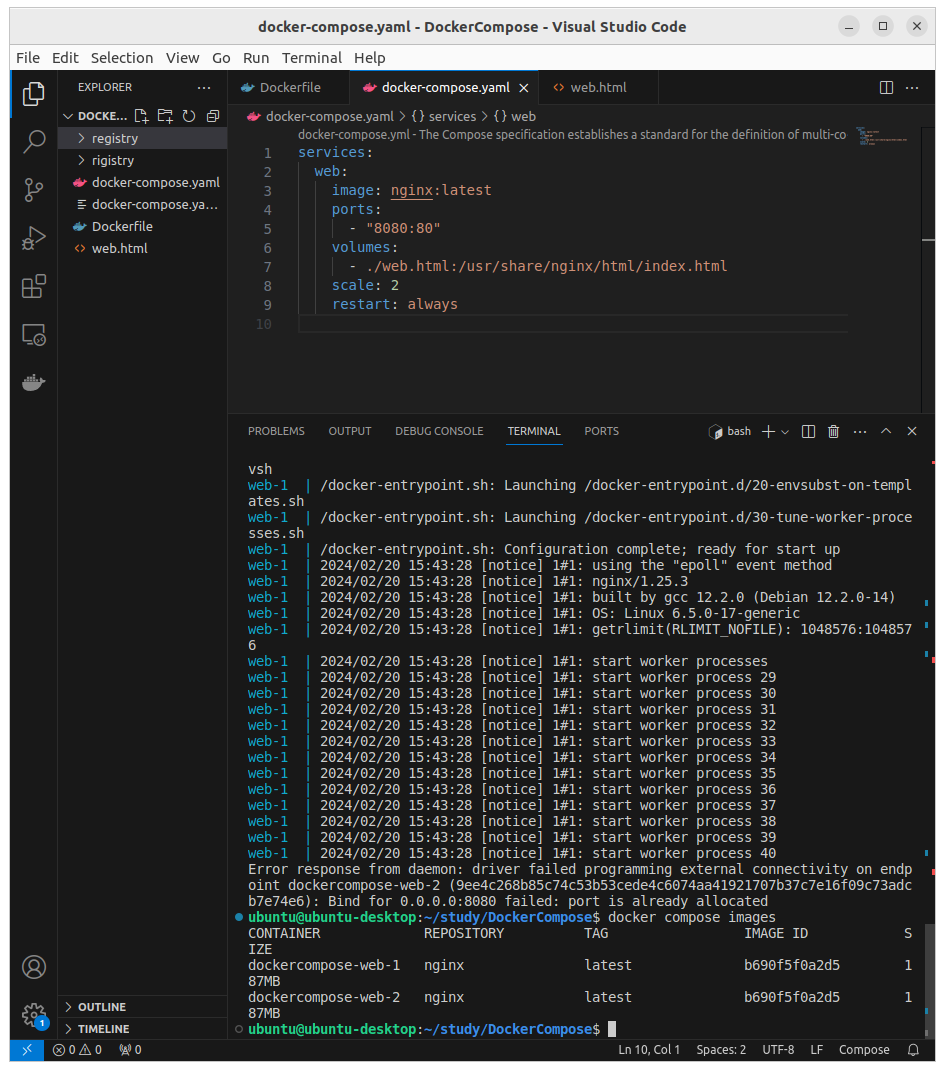 docker-compose.yaml - DockerCompose - Visual Studio Code
File Edit Selection View Go Run Terminal Help
EXPLORER
DOCKE...
registry
rigistry
docker-compose.yaml
docker-compose.ya...
Dockerfile
web.html
OUTLINE
TIMELINE
Dockerfile docker-compose.yaml web.html
docker-compose.yaml > {} services > {} web
docker-compose.yml - The Compose specification establishes a standard for the definition of multi-co
1 services:
2 web:
3 image: nginx:latest
4 ports:
5 - "8080:80"
6 volumes:
7 - ./web.html:/usr/share/nginx/html/index.html
8 scale: 2
9 restart: always
10
PROBLEMS OUTPUT DEBUG CONSOLE TERMINAL PORTS bash
vsh
web-1 | /docker-entrypoint.sh: Launching /docker-entrypoint.d/20-envsubst-on-templ
ates.sh
web-1 | /docker-entrypoint.sh: Launching /docker-entrypoint.d/30-tune-worker-proce
sses.sh
web-1 | /docker-entrypoint.sh: Configuration complete; ready for start up
web-1 | 2024/02/20 15:43:28 [notice] 1#1: using the "epoll" event method
web-1 | 2024/02/20 15:43:28 [notice] 1#1: nginx/1.25.3
web-1 | 2024/02/20 15:43:28 [notice] 1#1: built by gcc 12.2.0 (Debian 12.2.0-14)
web-1 | 2024/02/20 15:43:28 [notice] 1#1: OS: Linux 6.5.0-17-generic
web-1 | 2024/02/20 15:43:28 [notice] 1#1: getrlimit(RLIMIT_NOFILE): 1048576:104857
6
web-1 | 2024/02/20 15:43:28 [notice] 1#1: start worker processes
web-1 | 2024/02/20 15:43:28 [notice] 1#1: start worker process 29
web-1 | 2024/02/20 15:43:28 [notice] 1#1: start worker process 30
web-1 | 2024/02/20 15:43:28 [notice] 1#1: start worker process 31
web-1 | 2024/02/20 15:43:28 [notice] 1#1: start worker process 32
web-1 | 2024/02/20 15:43:28 [notice] 1#1: start worker process 33
web-1 | 2024/02/20 15:43:28 [notice] 1#1: start worker process 34
web-1 | 2024/02/20 15:43:28 [notice] 1#1: start worker process 35
web-1 | 2024/02/20 15:43:28 [notice] 1#1: start worker process 36
web-1 | 2024/02/20 15:43:28 [notice] 1#1: start worker process 37
web-1 | 2024/02/20 15:43:28 [notice] 1#1: start worker process 38
web-1 | 2024/02/20 15:43:28 [notice] 1#1: start worker process 39
web-1 | 2024/02/20 15:43:28 [notice] 1#1: start worker process 40
Error response from daemon: driver failed programming external connectivity on endp
oint dockercompose-web-2 (9ee4c268b85c74c53b53cede4c6074aa41921707b37c7e16f09c73adc
b7e74e6): Bind for 0.0.0.0:8080 failed: port is already allocated
ubuntu@ubuntu-desktop:~/study/DockerCompose$ docker compose images
CONTAINER REPOSITORY TAG IMAGE ID S
IZE
dockercompose-web-1 nginx latest b690f5f0a2d5 1
87MB
dockercompose-web-2 nginx latest b690f5f0a2d5 1
87MB
ubuntu@ubuntu-desktop:~/study/DockerCompose$
1
0 0 0 Ln 10, Col 1 Spaces: 2 UTF-8 LF Compose